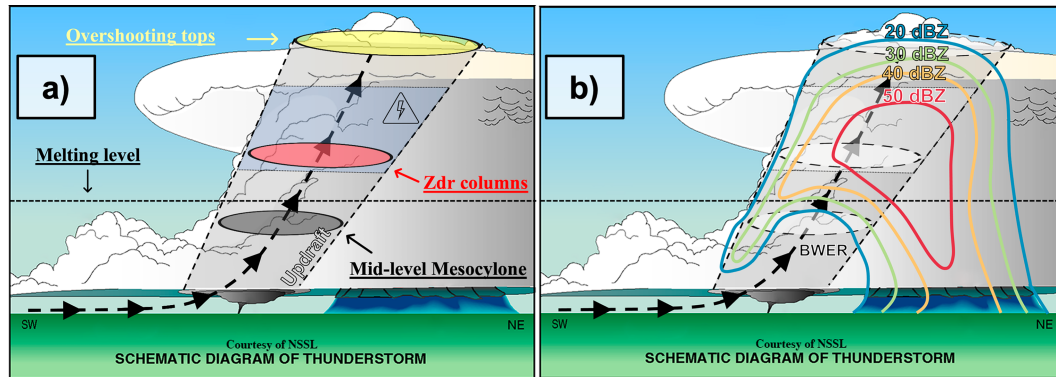 a)
Overshooting tops
Melting level
Zdr columns
Updraft
Mid-level Mesocylone
SW
NE
Courtesy of NSSL
SCHEMATIC DIAGRAM OF THUNDERSTORM
b)
20 dBZ
30 dBZ
40 dBZ
50 dBZ
BWER
SW
NE
Courtesy of NSSL
SCHEMATIC DIAGRAM OF THUNDERSTORM